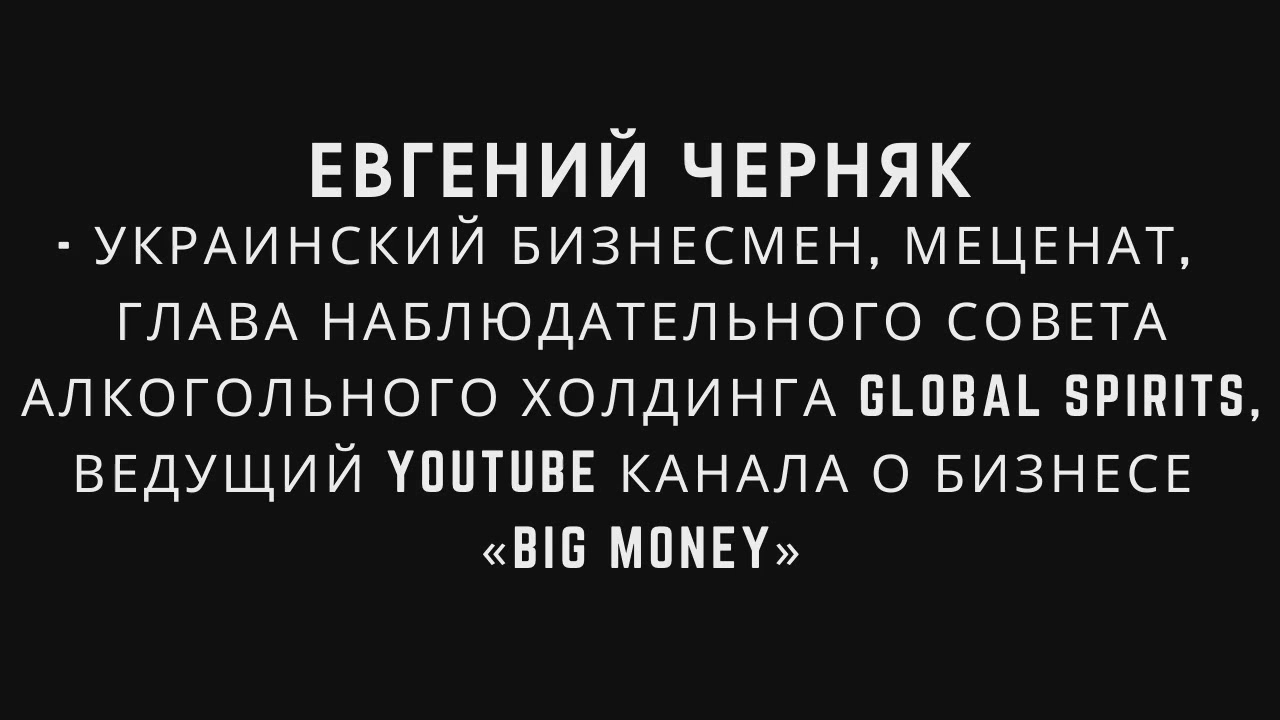 ЕВГЕНИЙ ЧЕРНЯК
- УКРАИНСКИЙ БИЗНЕСМЕН, МЕЦЕНАТ,
ГЛАВА НАБЛЮДАТЕЛЬНОГО СОВЕТА
АЛКОГОЛЬНОГО ХОЛДИНГА GLOBAL SPIRITS,
ВЕДУЩИЙ YOUTUBE КАНАЛА О БИЗНЕСЕ
«BIG MONEY»